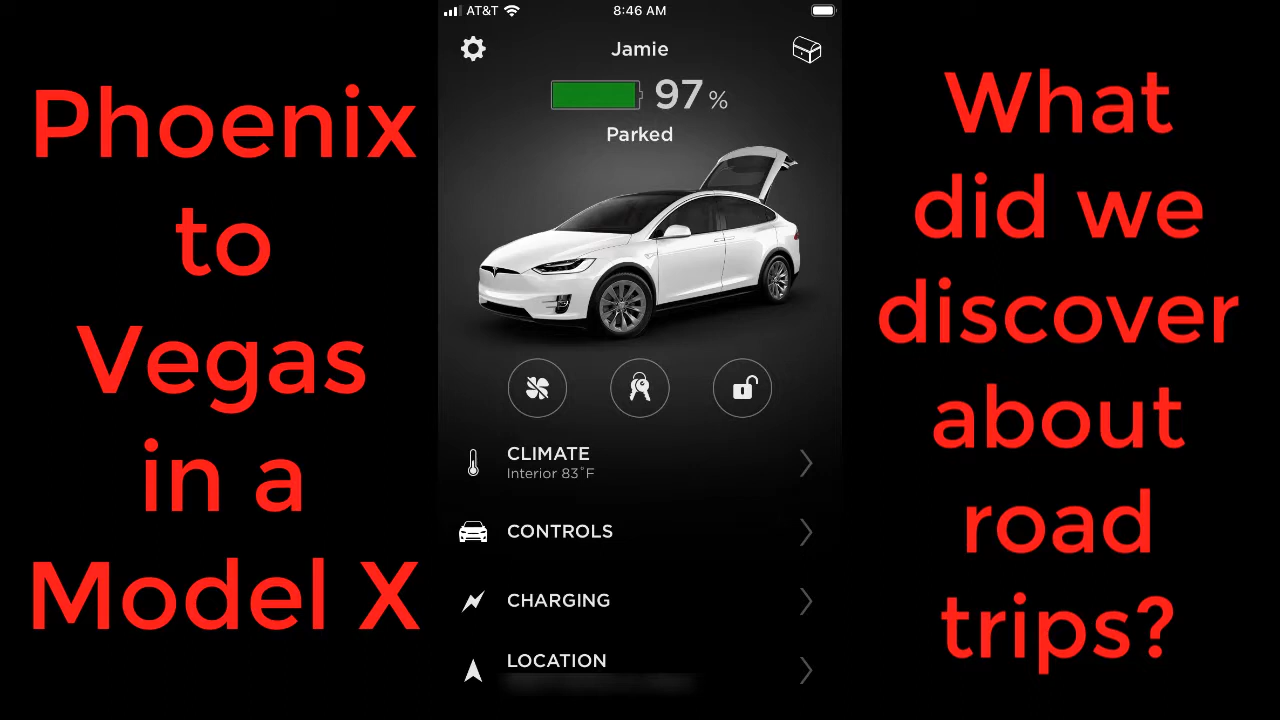 Phoenix
to
Vegas
in a
Model X
AT&T
8:46 AM
Jamie
97 %
Parked
CLIMATE
Interior 83°F
CONTROLS
CHARGING
LOCATION
What
did we
discover
about
road
trips?